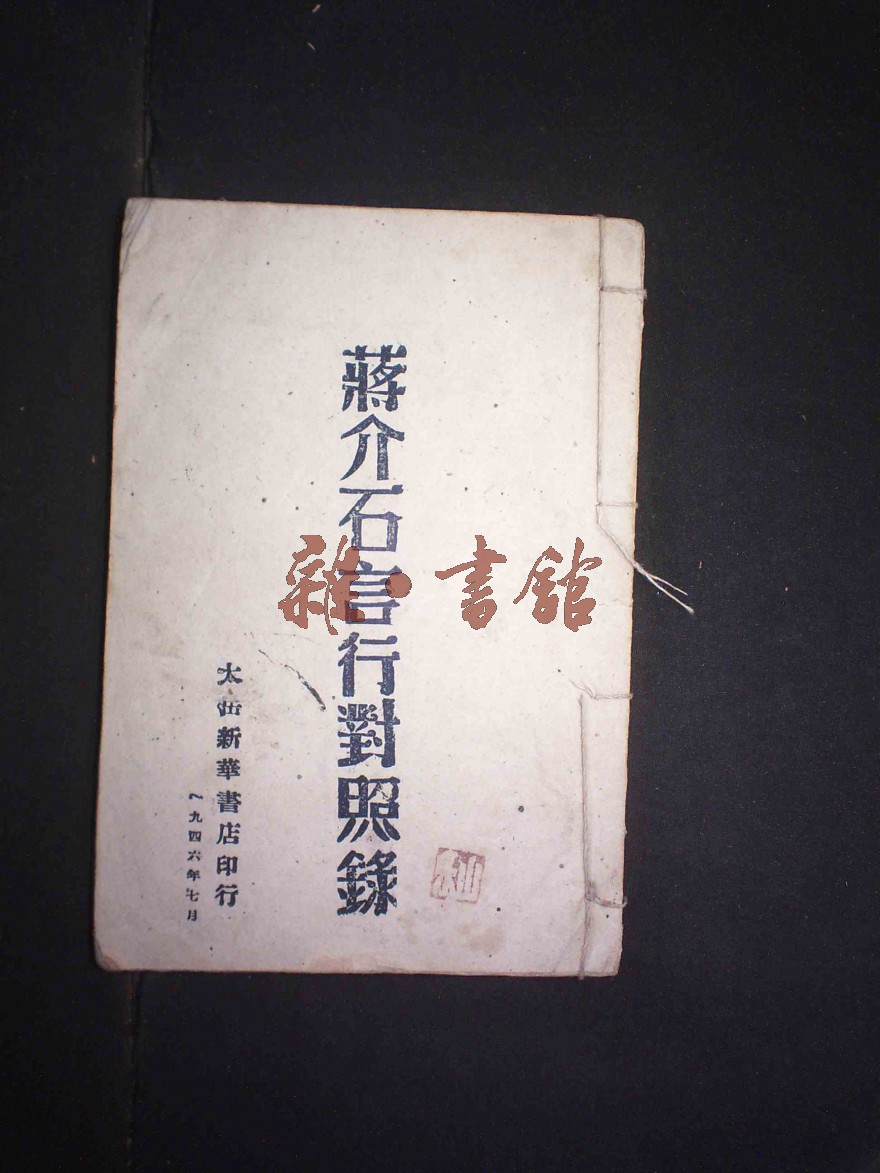 蔣介石言行對照錄
太岳新華書店印行
一九四六年七月
雜·書館